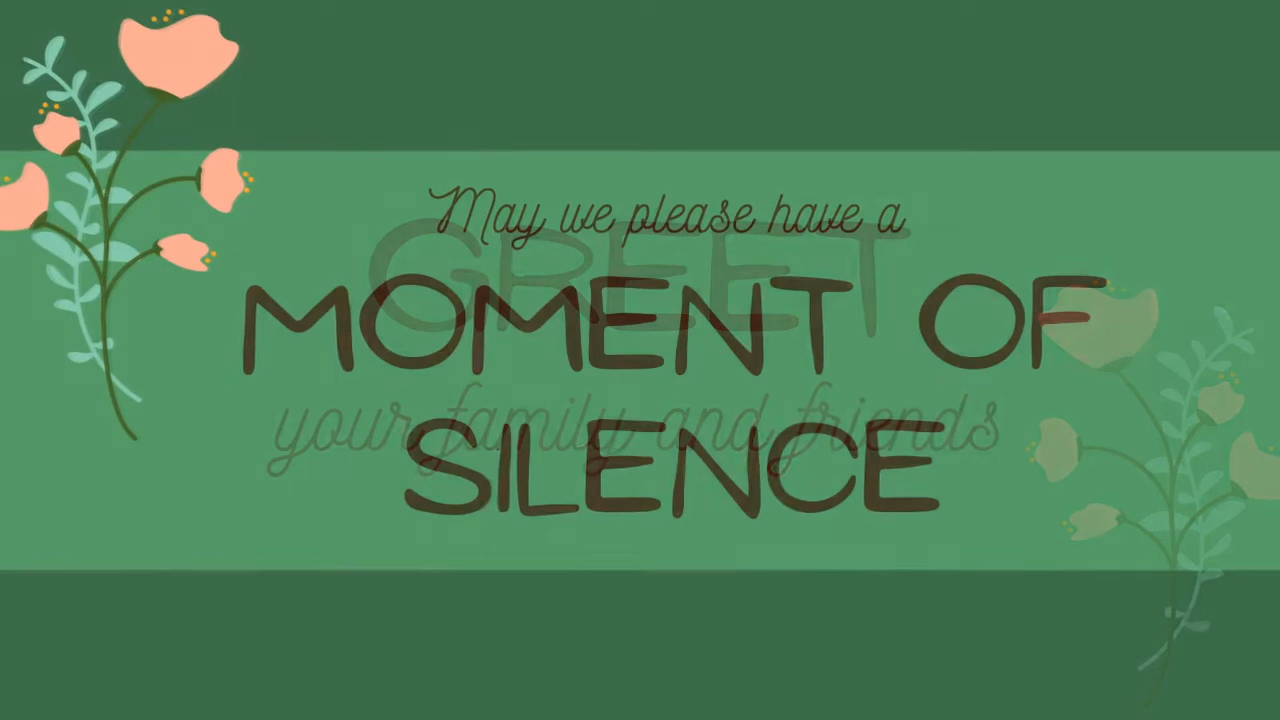 May we please have a
GREET
MOMENT OF
your family and friends
SILENCE